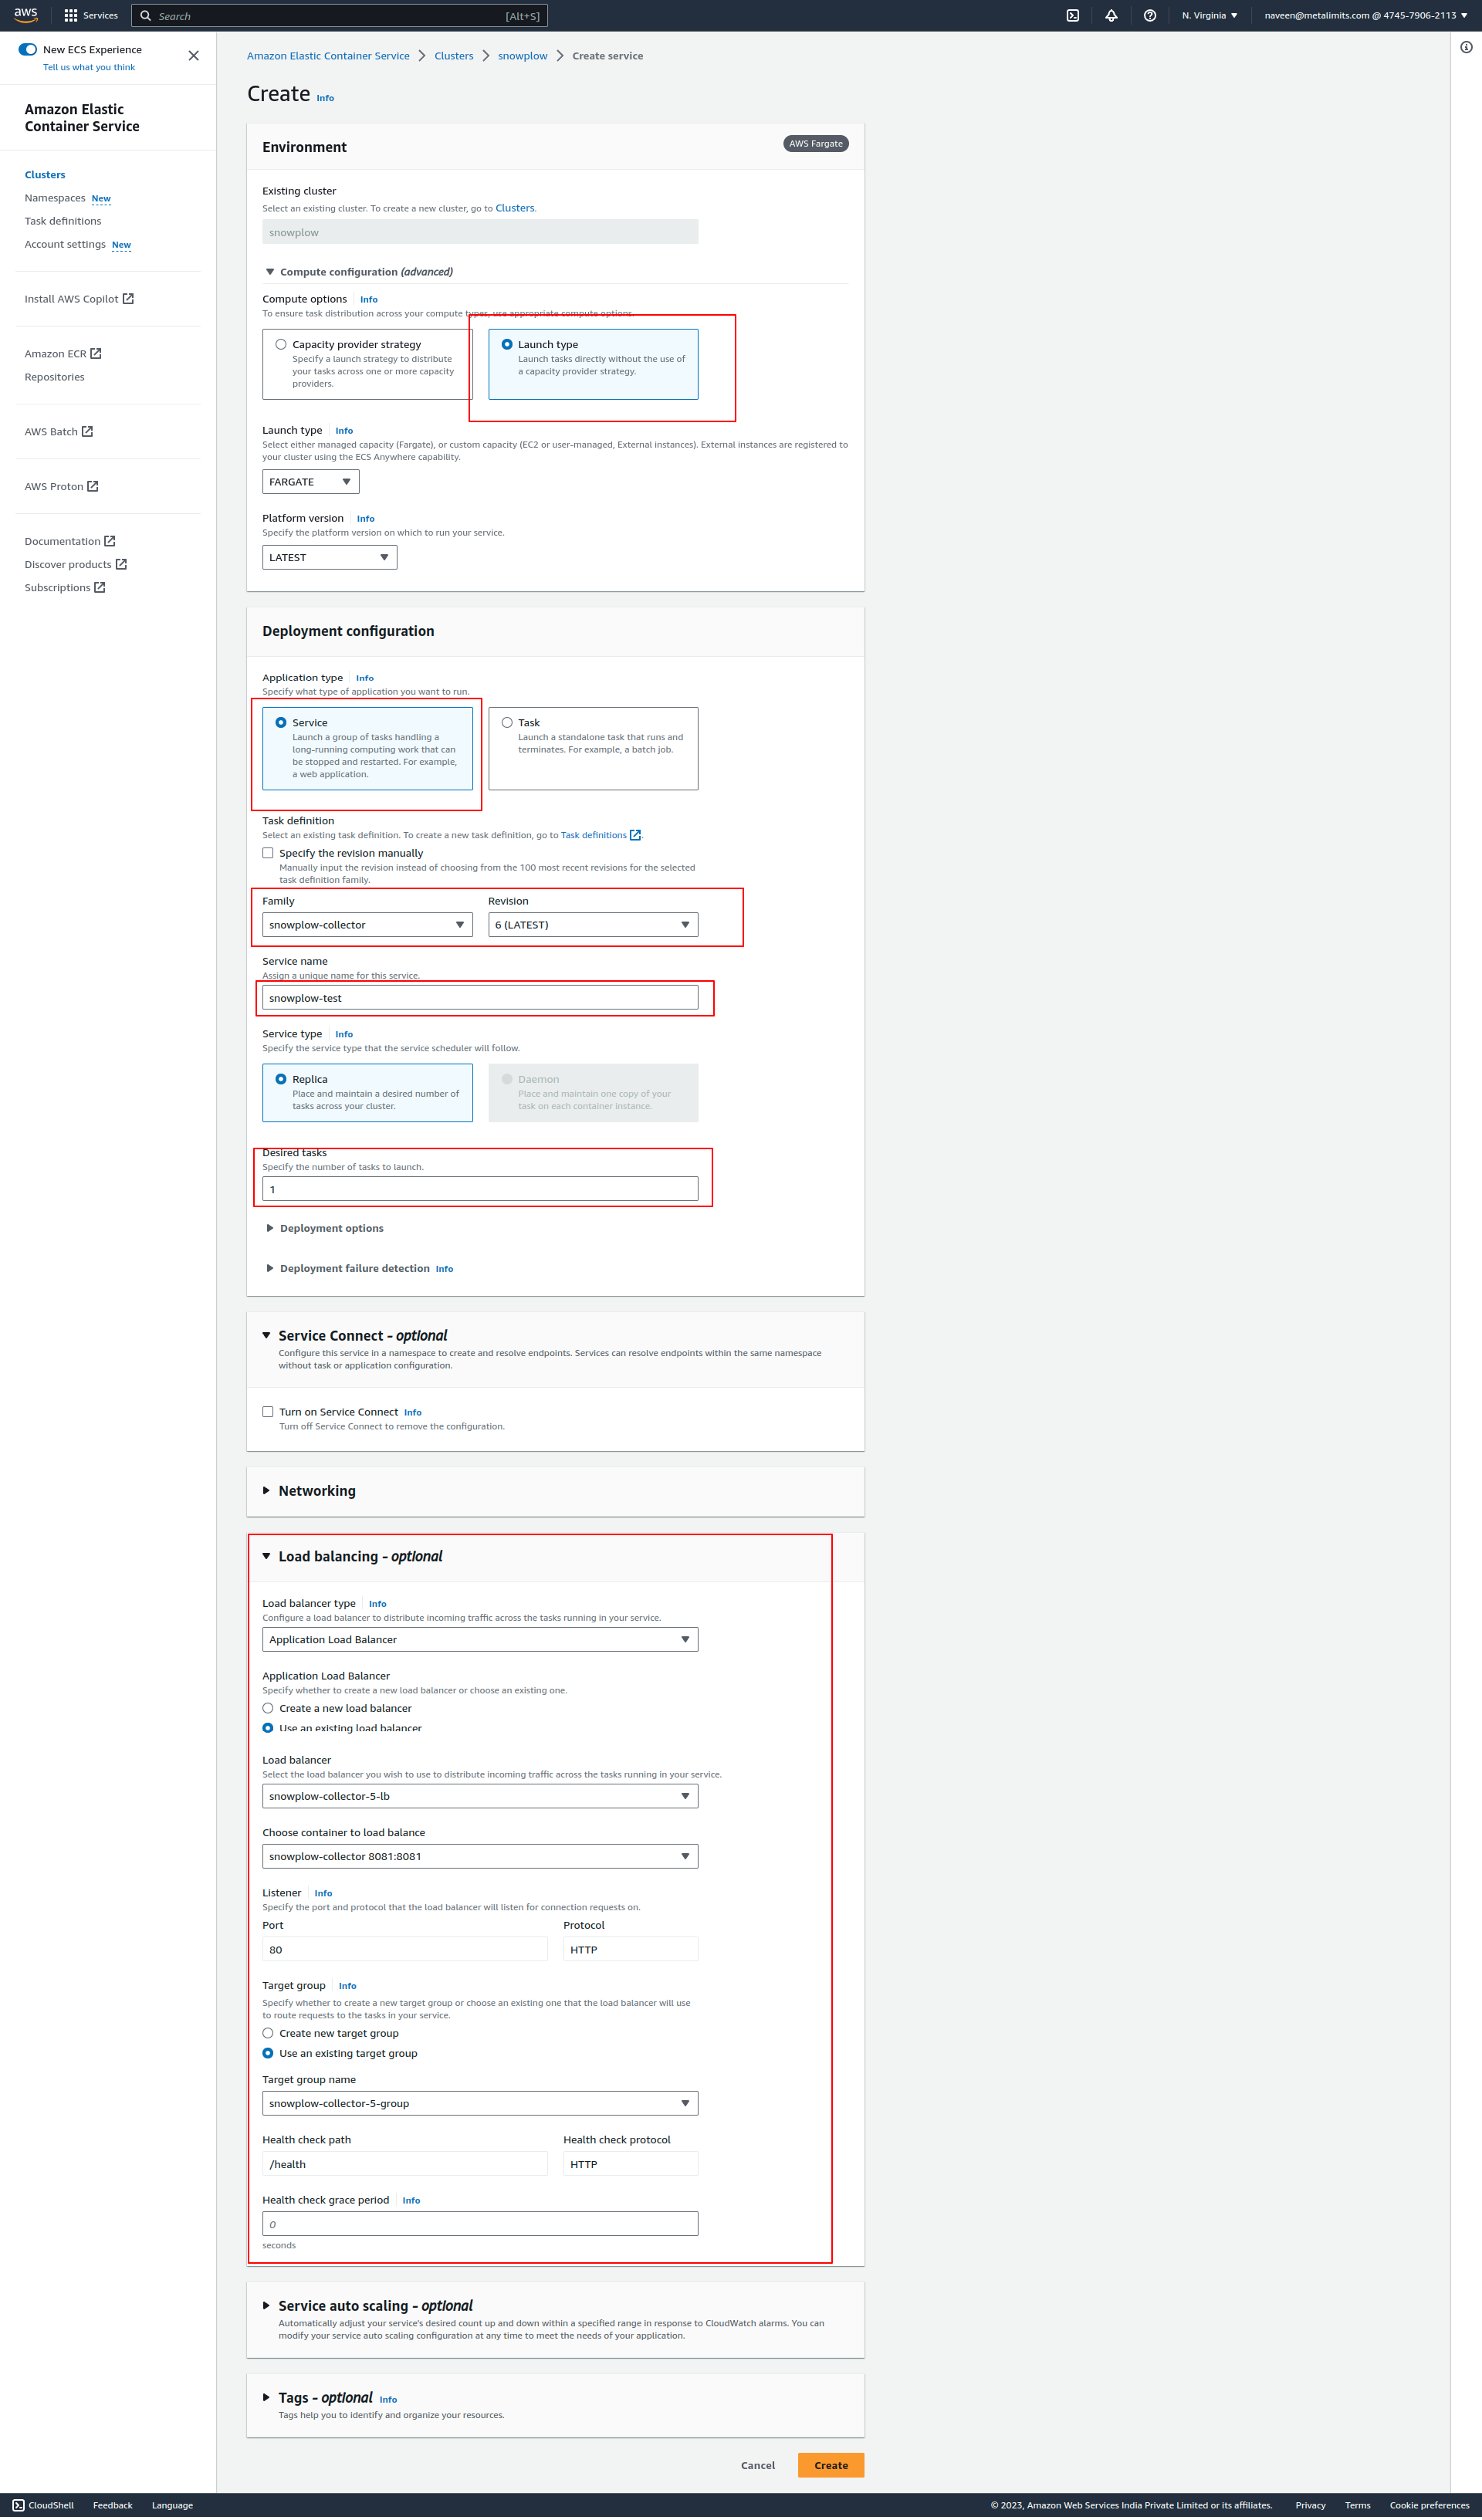 aws
Services
Search
[Alt+S]
N. Virginia
naveen@metalimits.com @ 4745-7906-2113
New ECS Experience
Tell us what you think
Amazon Elastic
Container Service
Clusters
Namespaces New
Task definitions
Account settings New
Install AWS Copilot
Amazon ECR
Repositories
AWS Batch
AWS Proton
Documentation
Discover products
Subscriptions
Amazon Elastic Container Service > Clusters > snowplow > Create service
Create Info
Environment
AWS Fargate
Existing cluster
Select an existing cluster. To create a new cluster, go to Clusters.
snowplow
Compute configuration (advanced)
Compute options Info
To ensure task distribution across your compute types, use appropriate compute options.
Capacity provider strategy
Specify a launch strategy to distribute
your tasks across one or more capacity
providers.
Launch type
Launch tasks directly without the use of
a capacity provider strategy.
Launch type Info
Select either managed capacity (Fargate), or custom capacity (EC2 or user-managed, External instances). External instances are registered to
your cluster using the ECS Anywhere capability.
FARGATE
Platform version Info
Specify the platform version on which to run your service.
LATEST
Deployment configuration
Application type Info
Specify what type of application you want to run.
Service
Launch a group of tasks handling a
long-running computing work that can
be stopped and restarted. For example,
a web application.
Task
Launch a standalone task that runs and
terminates. For example, a batch job.
Task definition
Select an existing task definition. To create a new task definition, go to Task definitions.
Specify the revision manually
Manually input the revision instead of choosing from the 100 most recent revisions for the selected
task definition family.
Family
snowplow-collector
Revision
6 (LATEST)
Service name
Assign a unique name for this service.
snowplow-test
Service type Info
Specify the service type that the service scheduler will follow.
Replica
Place and maintain a desired number of
tasks across your cluster.
Daemon
Place and maintain one copy of your
task on each container instance.
Desired tasks
Specify the number of tasks to launch.
1
Deployment options
Deployment failure detection Info
Service Connect - optional
Configure this service in a namespace to create and resolve endpoints. Services can resolve endpoints within the same namespace
without task or application configuration.
Turn on Service Connect Info
Turn off Service Connect to remove the configuration.
Networking
Load balancing - optional
Load balancer type Info
Configure a load balancer to distribute incoming traffic across the tasks running in your service.
Application Load Balancer
Application Load Balancer
Specify whether to create a new load balancer or choose an existing one.
Create a new load balancer
Use an existing load balancer
Load balancer
Select the load balancer you wish to use to distribute incoming traffic across the tasks running in your service.
snowplow-collector-5-lb
Choose container to load balance
snowplow-collector 8081:8081
Listener Info
Specify the port and protocol that the load balancer will listen for connection requests on.
Port
80
Protocol
HTTP
Target group Info
Specify whether to create a new target group or choose an existing one that the load balancer will use
to route requests to the tasks in your service.
Create new target group
Use an existing target group
Target group name
snowplow-collector-5-group
Health check path
/health
Health check protocol
HTTP
Health check grace period Info
0
seconds
Service auto scaling - optional
Automatically adjust your service's desired count up and down within a specified range in response to CloudWatch alarms. You can
modify your service auto scaling configuration at any time to meet the needs of your application.
Tags - optional Info
Tags help you to identify and organize your resources.
Cancel
Create
CloudShell
Feedback
Language
© 2023, Amazon Web Services India Private Limited or its affiliates.
Privacy
Terms
Cookie preferences